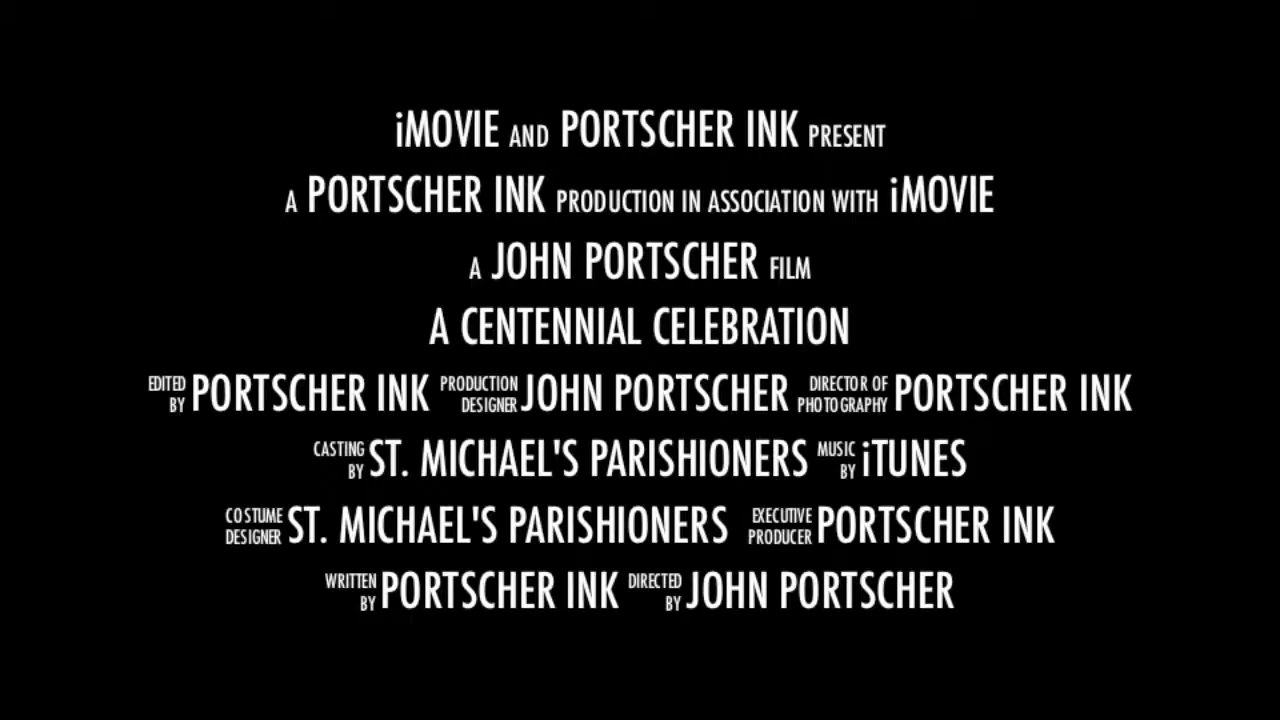 iMOVIE AND PORTSCHER INK PRESENT
A PORTSCHER INK PRODUCTION IN ASSOCIATION WITH iMOVIE
A JOHN PORTSCHER FILM
A CENTENNIAL CELEBRATION
EDITED BY PORTSCHER INK PRODUCTION DESIGNER JOHN PORTSCHER DIRECTOR OF PHOTOGRAPHY PORTSCHER INK
CASTING BY ST. MICHAEL'S PARISHIONERS MUSIC BY iTUNES
COSTUME DESIGNER ST. MICHAEL'S PARISHIONERS EXECUTIVE PRODUCER PORTSCHER INK
WRITTEN BY PORTSCHER INK DIRECTED BY JOHN PORTSCHER